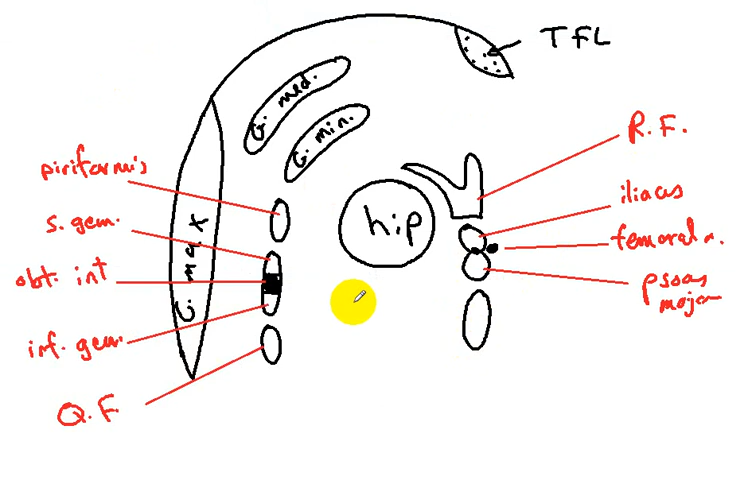 TFL
G. med.
G. min.
R.F.
piriformis
iliacus
s. gem.
hip
femoral n.
G. max
obt. int
psoas
major
inf. gem.
Q.F